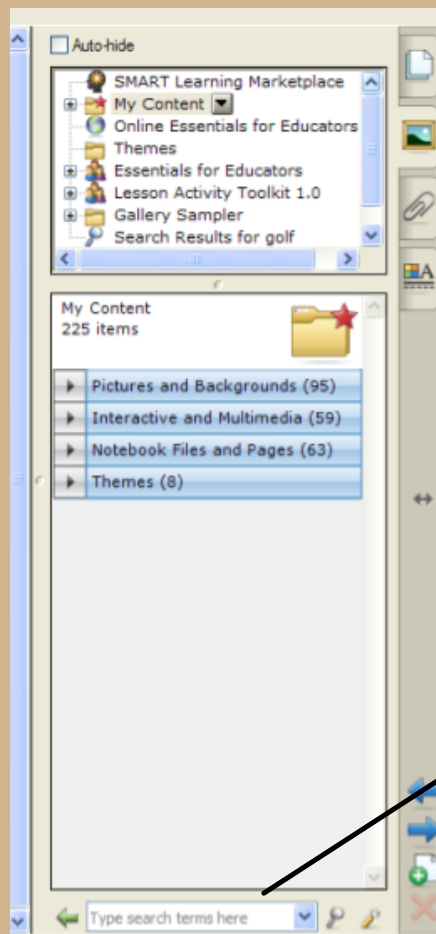 Auto-hide
SMART Learning Marketplace
My Content
Online Essentials for Educators
Themes
Essentials for Educators
Lesson Activity Toolkit 1.0
Gallery Sampler
Search Results for golf
My Content
225 items
Pictures and Backgrounds (95)
Interactive and Multimedia (59)
Notebook Files and Pages (63)
Themes (8)
Type search terms here
A